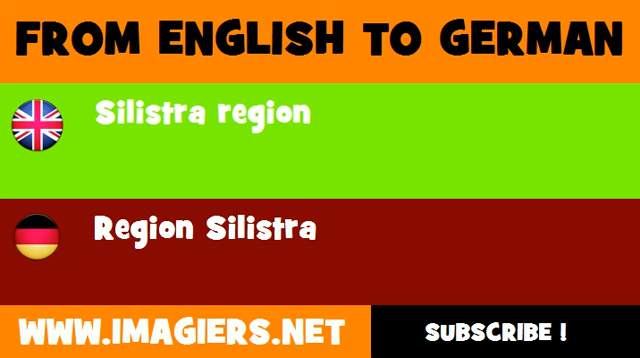 FROM ENGLISH TO GERMAN
Silistra region
Region Silistra
WWW.IMAGIERS.NET
SUBSCRIBE !